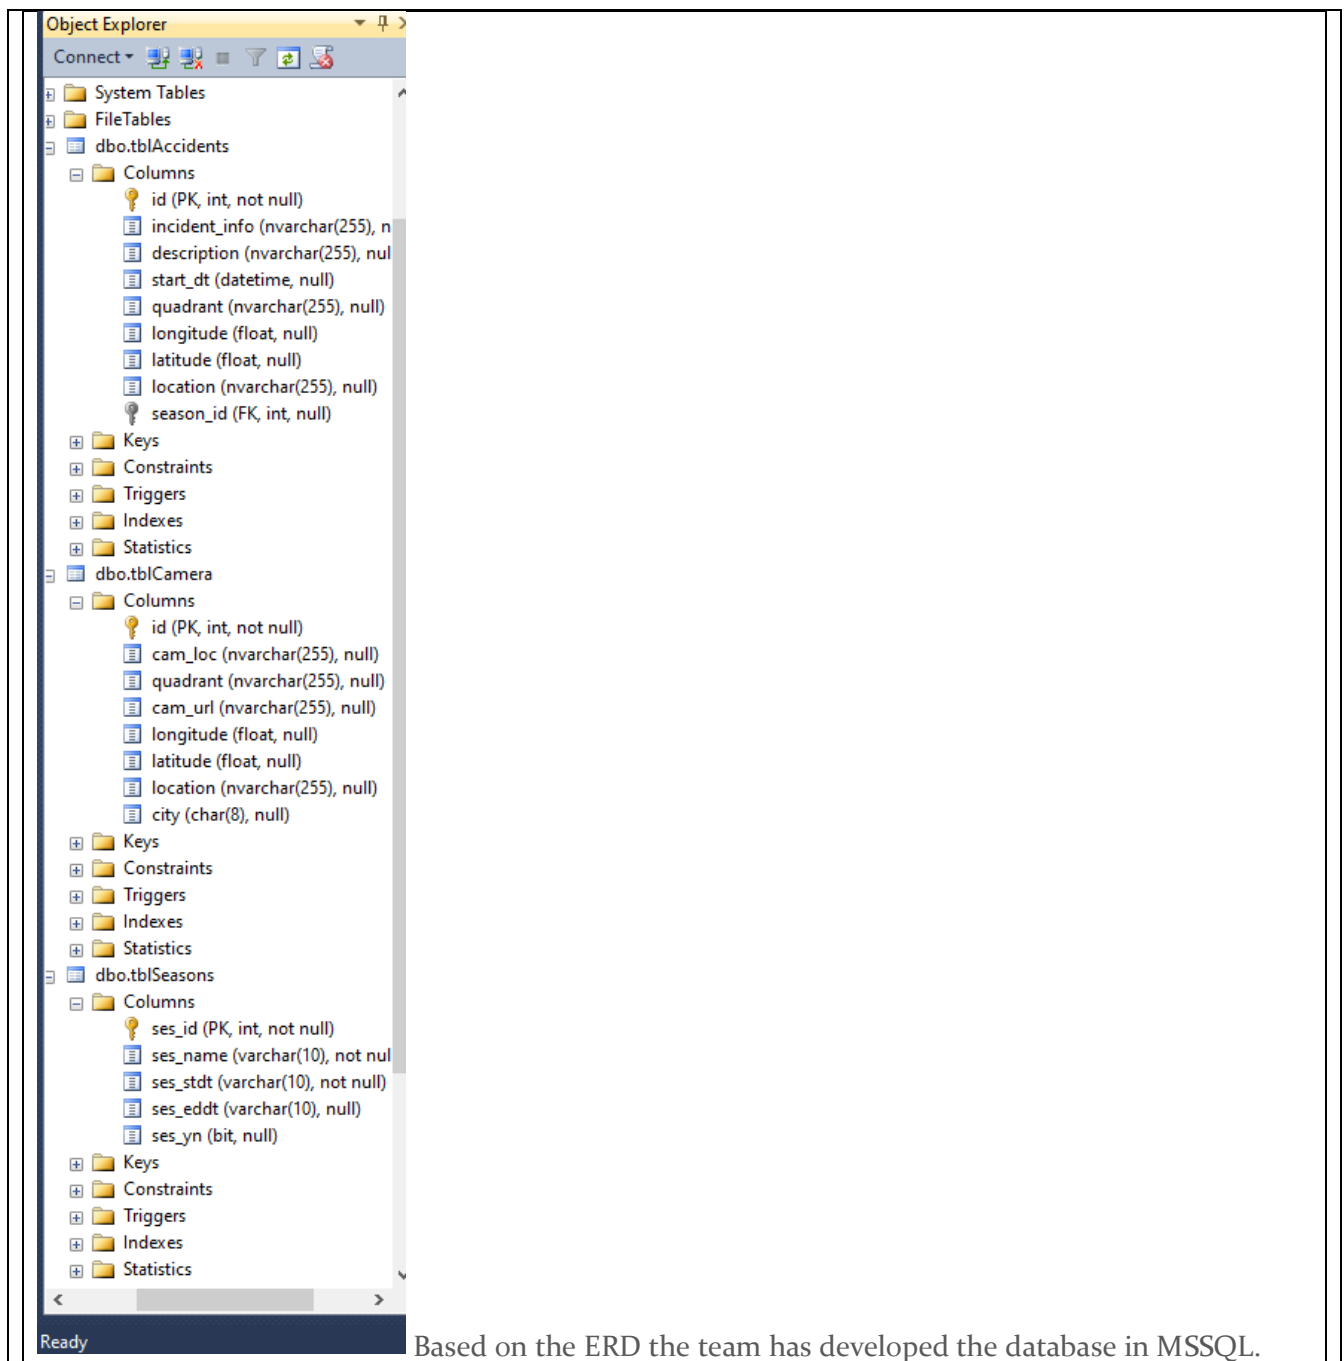 Object Explorer
Connect
System Tables
FileTables
dbo.tblAccidents
Columns
id (PK, int, not null)
incident_info (nvarchar(255), n
description (nvarchar(255), nul
start_dt (datetime, null)
quadrant (nvarchar(255), null)
longitude (float, null)
latitude (float, null)
location (nvarchar(255), null)
season_id (FK, int, null)
Keys
Constraints
Triggers
Indexes
Statistics
dbo.tblCamera
Columns
id (PK, int, not null)
cam_loc (nvarchar(255), null)
quadrant (nvarchar(255), null)
cam_url (nvarchar(255), null)
longitude (float, null)
latitude (float, null)
location (nvarchar(255), null)
city (char(8), null)
Keys
Constraints
Triggers
Indexes
Statistics
dbo.tblSeasons
Columns
ses_id (PK, int, not null)
ses_name (varchar(10), not nul
ses_stdt (varchar(10), not null)
ses_eddt (varchar(10), null)
ses_yn (bit, null)
Keys
Constraints
Triggers
Indexes
Statistics
Ready
Based on the ERD the team has developed the database in MSSQL.